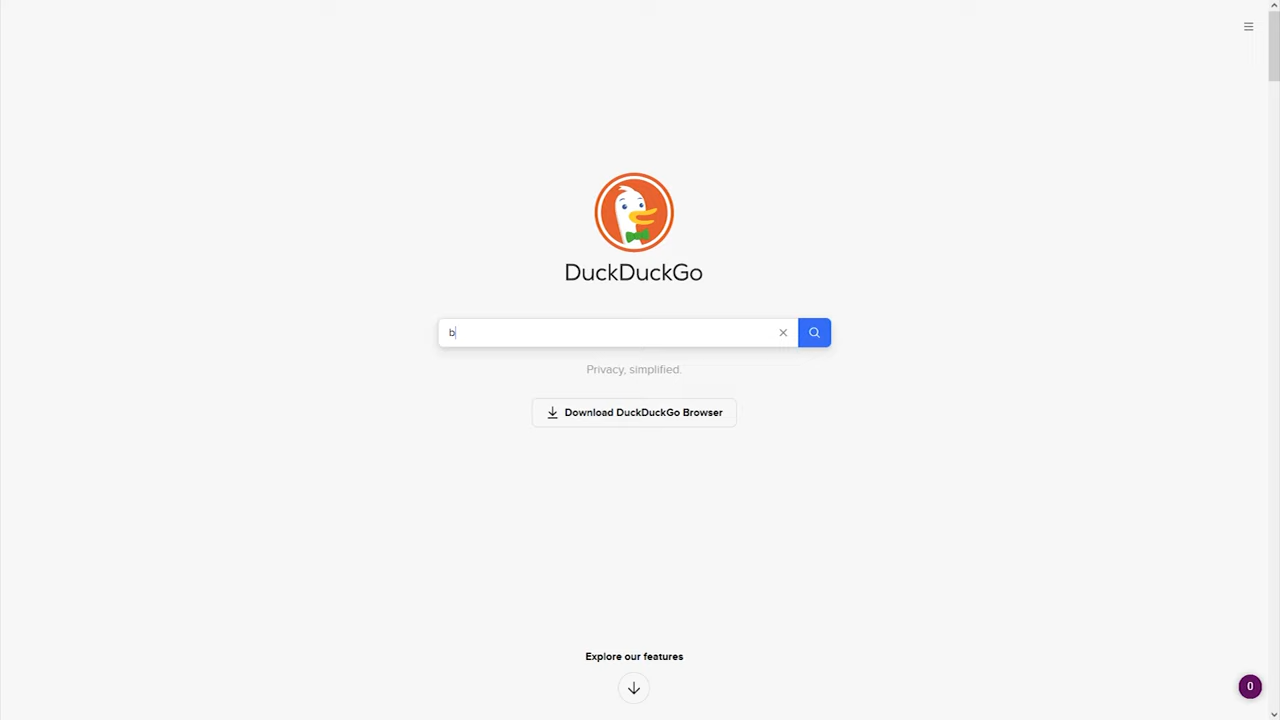 DuckDuckGo
b
Privacy, simplified.
Download DuckDuckGo Browser
Explore our features
0